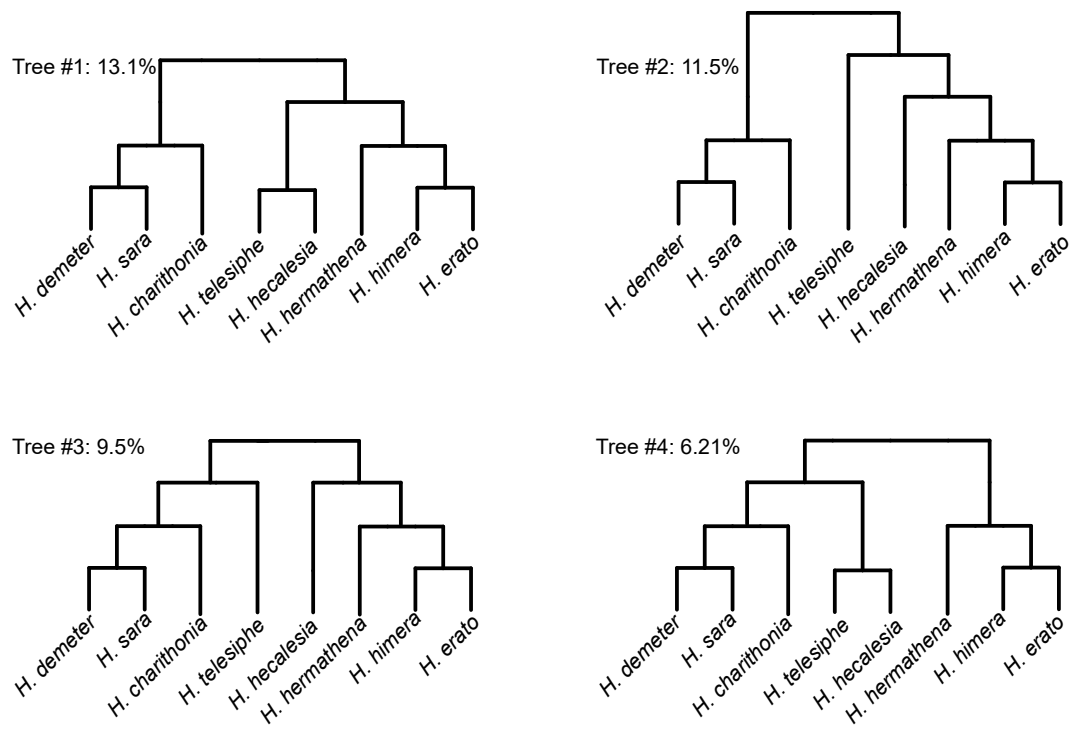 Tree #1: 13.1%
H. demeter
H. sara
H. charithonia
H. telesiphe
H. hecalesia
H. hermathena
H. himera
H. erato
Tree #2: 11.5%
H. demeter
H. sara
H. charithonia
H. telesiphe
H. hecalesia
H. hermathena
H. himera
H. erato
Tree #3: 9.5%
H. demeter
H. sara
H. charithonia
H. telesiphe
H. hecalesia
H. hermathena
H. himera
H. erato
Tree #4: 6.21%
H. demeter
H. sara
H. charithonia
H. telesiphe
H. hecalesia
H. hermathena
H. himera
H. erato